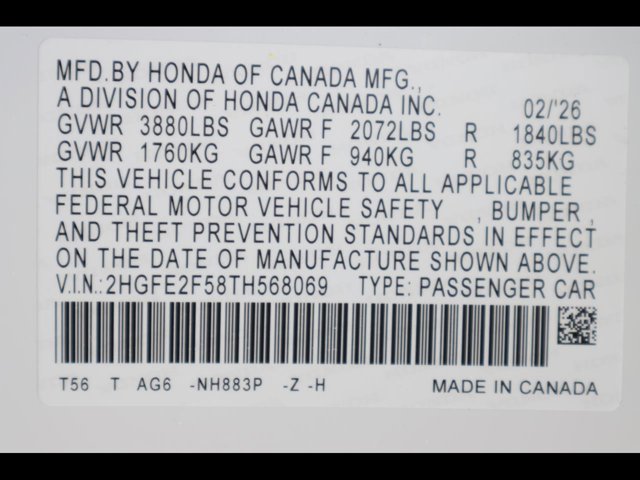 MFD.BY HONDA OF CANADA MFG.,
A DIVISION OF HONDA CANADA INC. 02/'26
GVWR 3880LBS GAWR F 2072LBS R 1840LBS
GVWR 1760KG GAWR F 940KG R 835KG
THIS VEHICLE CONFORMS TO ALL APPLICABLE
FEDERAL MOTOR VEHICLE SAFETY , BUMPER ,
AND THEFT PREVENTION STANDARDS IN EFFECT
ON THE DATE OF MANUFACTURE SHOWN ABOVE.
V.I.N.:2HGFE2F58TH568069 TYPE: PASSENGER CAR
T56 T AG6 -NH883P -Z -H MADE IN CANADA